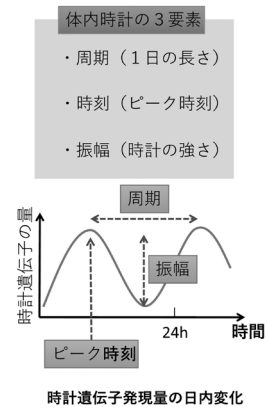 体内時計の３要素
・周期（１日の長さ）
・時刻（ピーク時刻）
・振幅（時計の強さ）
周期
時計遺伝子の量
振幅
24h
時間
ピーク時刻
時計遺伝子発現量の日内変化